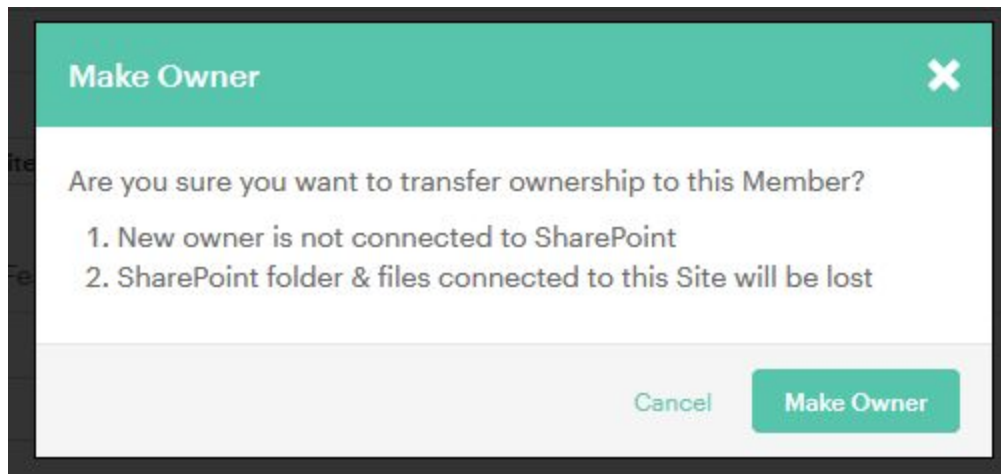 Make Owner
Are you sure you want to transfer ownership to this Member?
1. New owner is not connected to SharePoint
2. SharePoint folder & files connected to this Site will be lost
Cancel
Make Owner